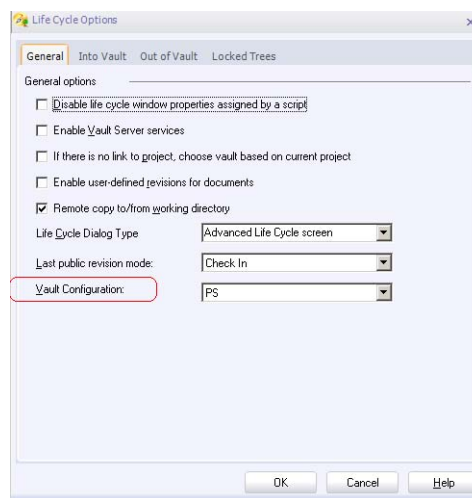 Life Cycle Options
General Into Vault Out of Vault Locked Trees
General options
Disable life cycle window properties assigned by a script
Enable Vault Server services
If there is no link to project, choose vault based on current project
Enable user-defined revisions for documents
Remote copy to/from working directory
Life Cycle Dialog Type Advanced Life Cycle screen
Last public revision mode: Check In
Vault Configuration: PS
OK Cancel Help